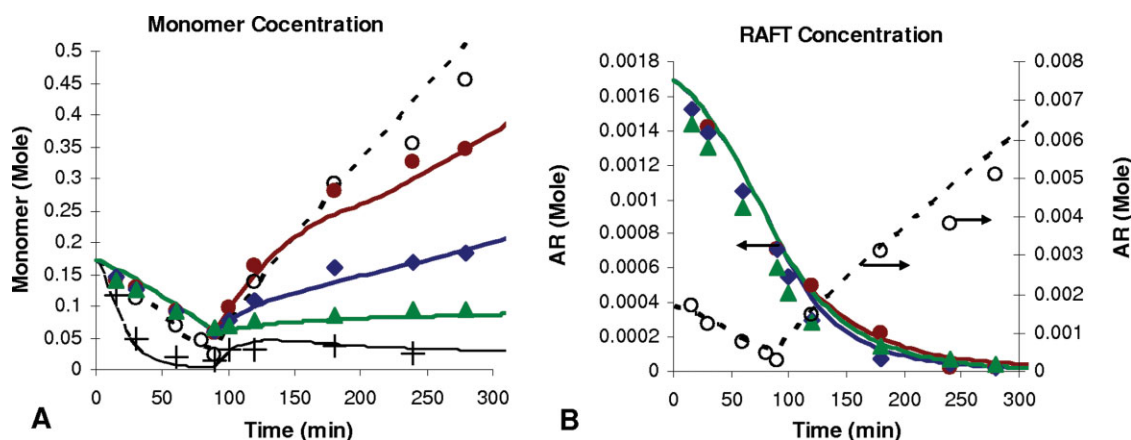 Monomer Cocentration
Monomer (Mole)
0.5
0.45
0.4
0.35
0.3
0.25
0.2
0.15
0.1
0.05
0
0 50 100 150 200 250 300
Time (min)
A
RAFT Concentration
AR (Mole)
0.0018
0.0016
0.0014
0.0012
0.001
0.0008
0.0006
0.0004
0.0002
0
0 50 100 150 200 250 300
Time (min)
0.008
0.007
0.006
0.005
0.004
0.003
0.002
0.001
0
AR (Mole)
B